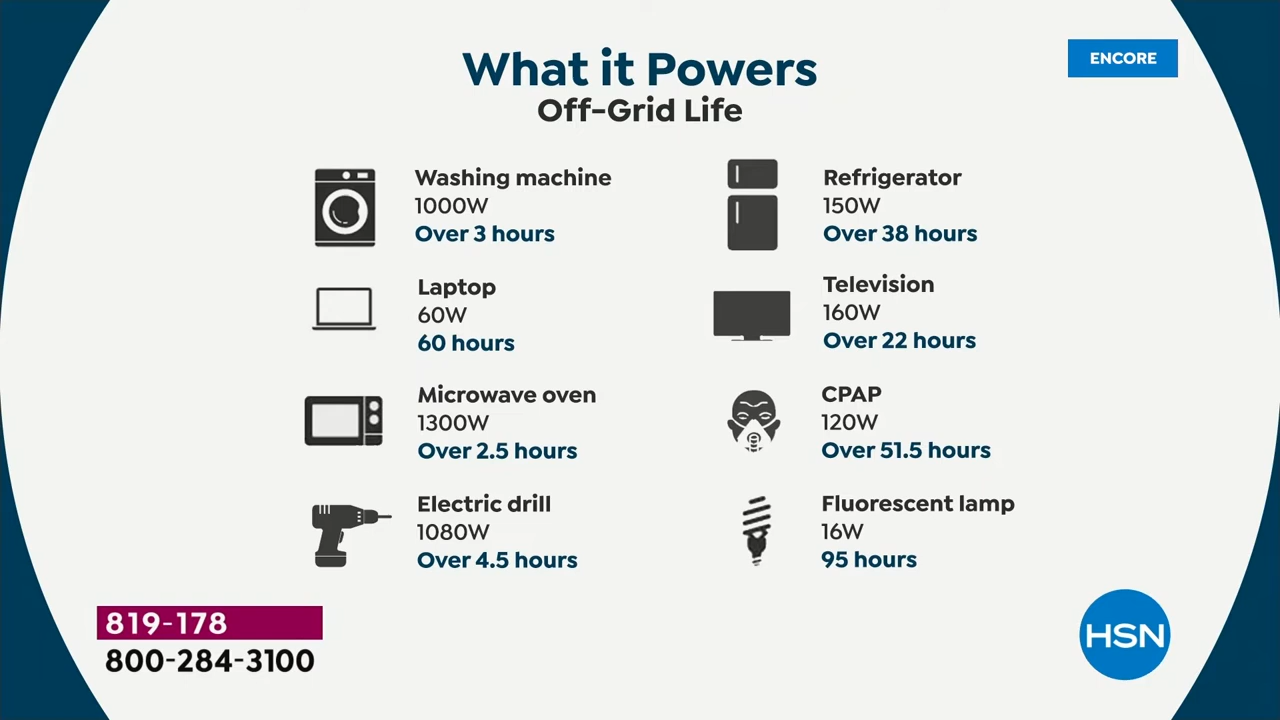 What it Powers
ENCORE
Off-Grid Life
Washing machine
1000W
Over 3 hours
Refrigerator
150W
Over 38 hours
Laptop
60W
60 hours
Television
160W
Over 22 hours
Microwave oven
1300W
Over 2.5 hours
CPAP
120W
Over 51.5 hours
Electric drill
1080W
Over 4.5 hours
Fluorescent lamp
16W
95 hours
819-178
800-284-3100
HSN